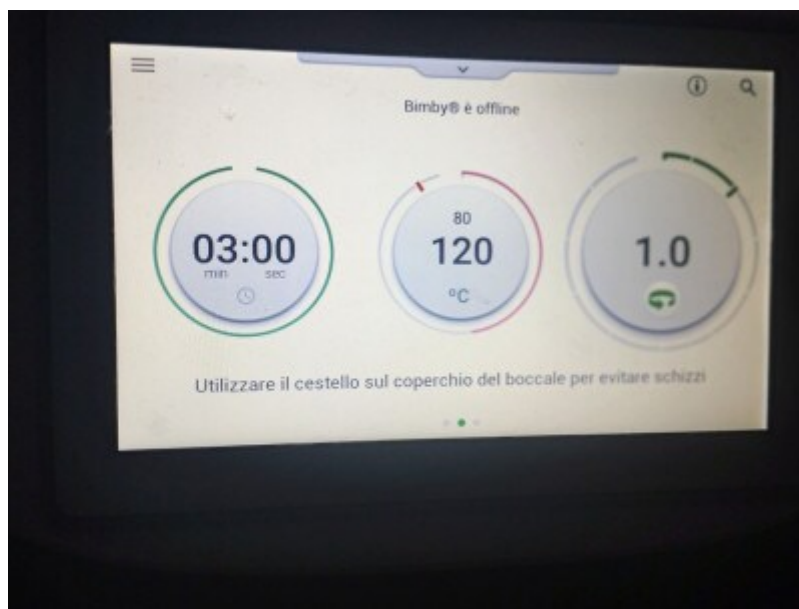 Bimby® è offline
03:00
min sec
80
120
°C
1.0
Utilizzare il cestello sul coperchio del boccale per evitare schizzi